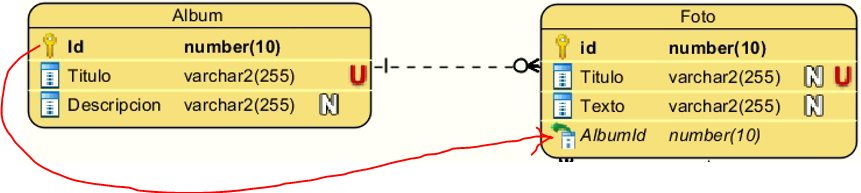 Album
Id number(10)
Titulo varchar2(255) U
Descripcion varchar2(255) N
Foto
id number(10)
Titulo varchar2(255) N U
Texto varchar2(255) N
AlbumId number(10)